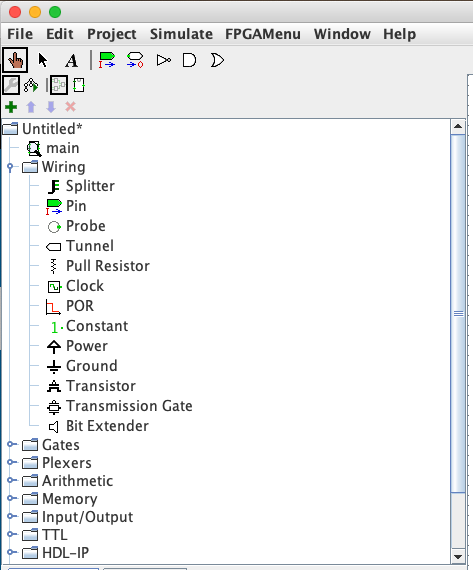 File Edit Project Simulate FPGAMenu Window Help
A
Untitled*
main
Wiring
Splitter
Pin
Probe
Tunnel
Pull Resistor
Clock
POR
Constant
Power
Ground
Transistor
Transmission Gate
Bit Extender
Gates
Plexers
Arithmetic
Memory
Input/Output
TTL
HDL-IP